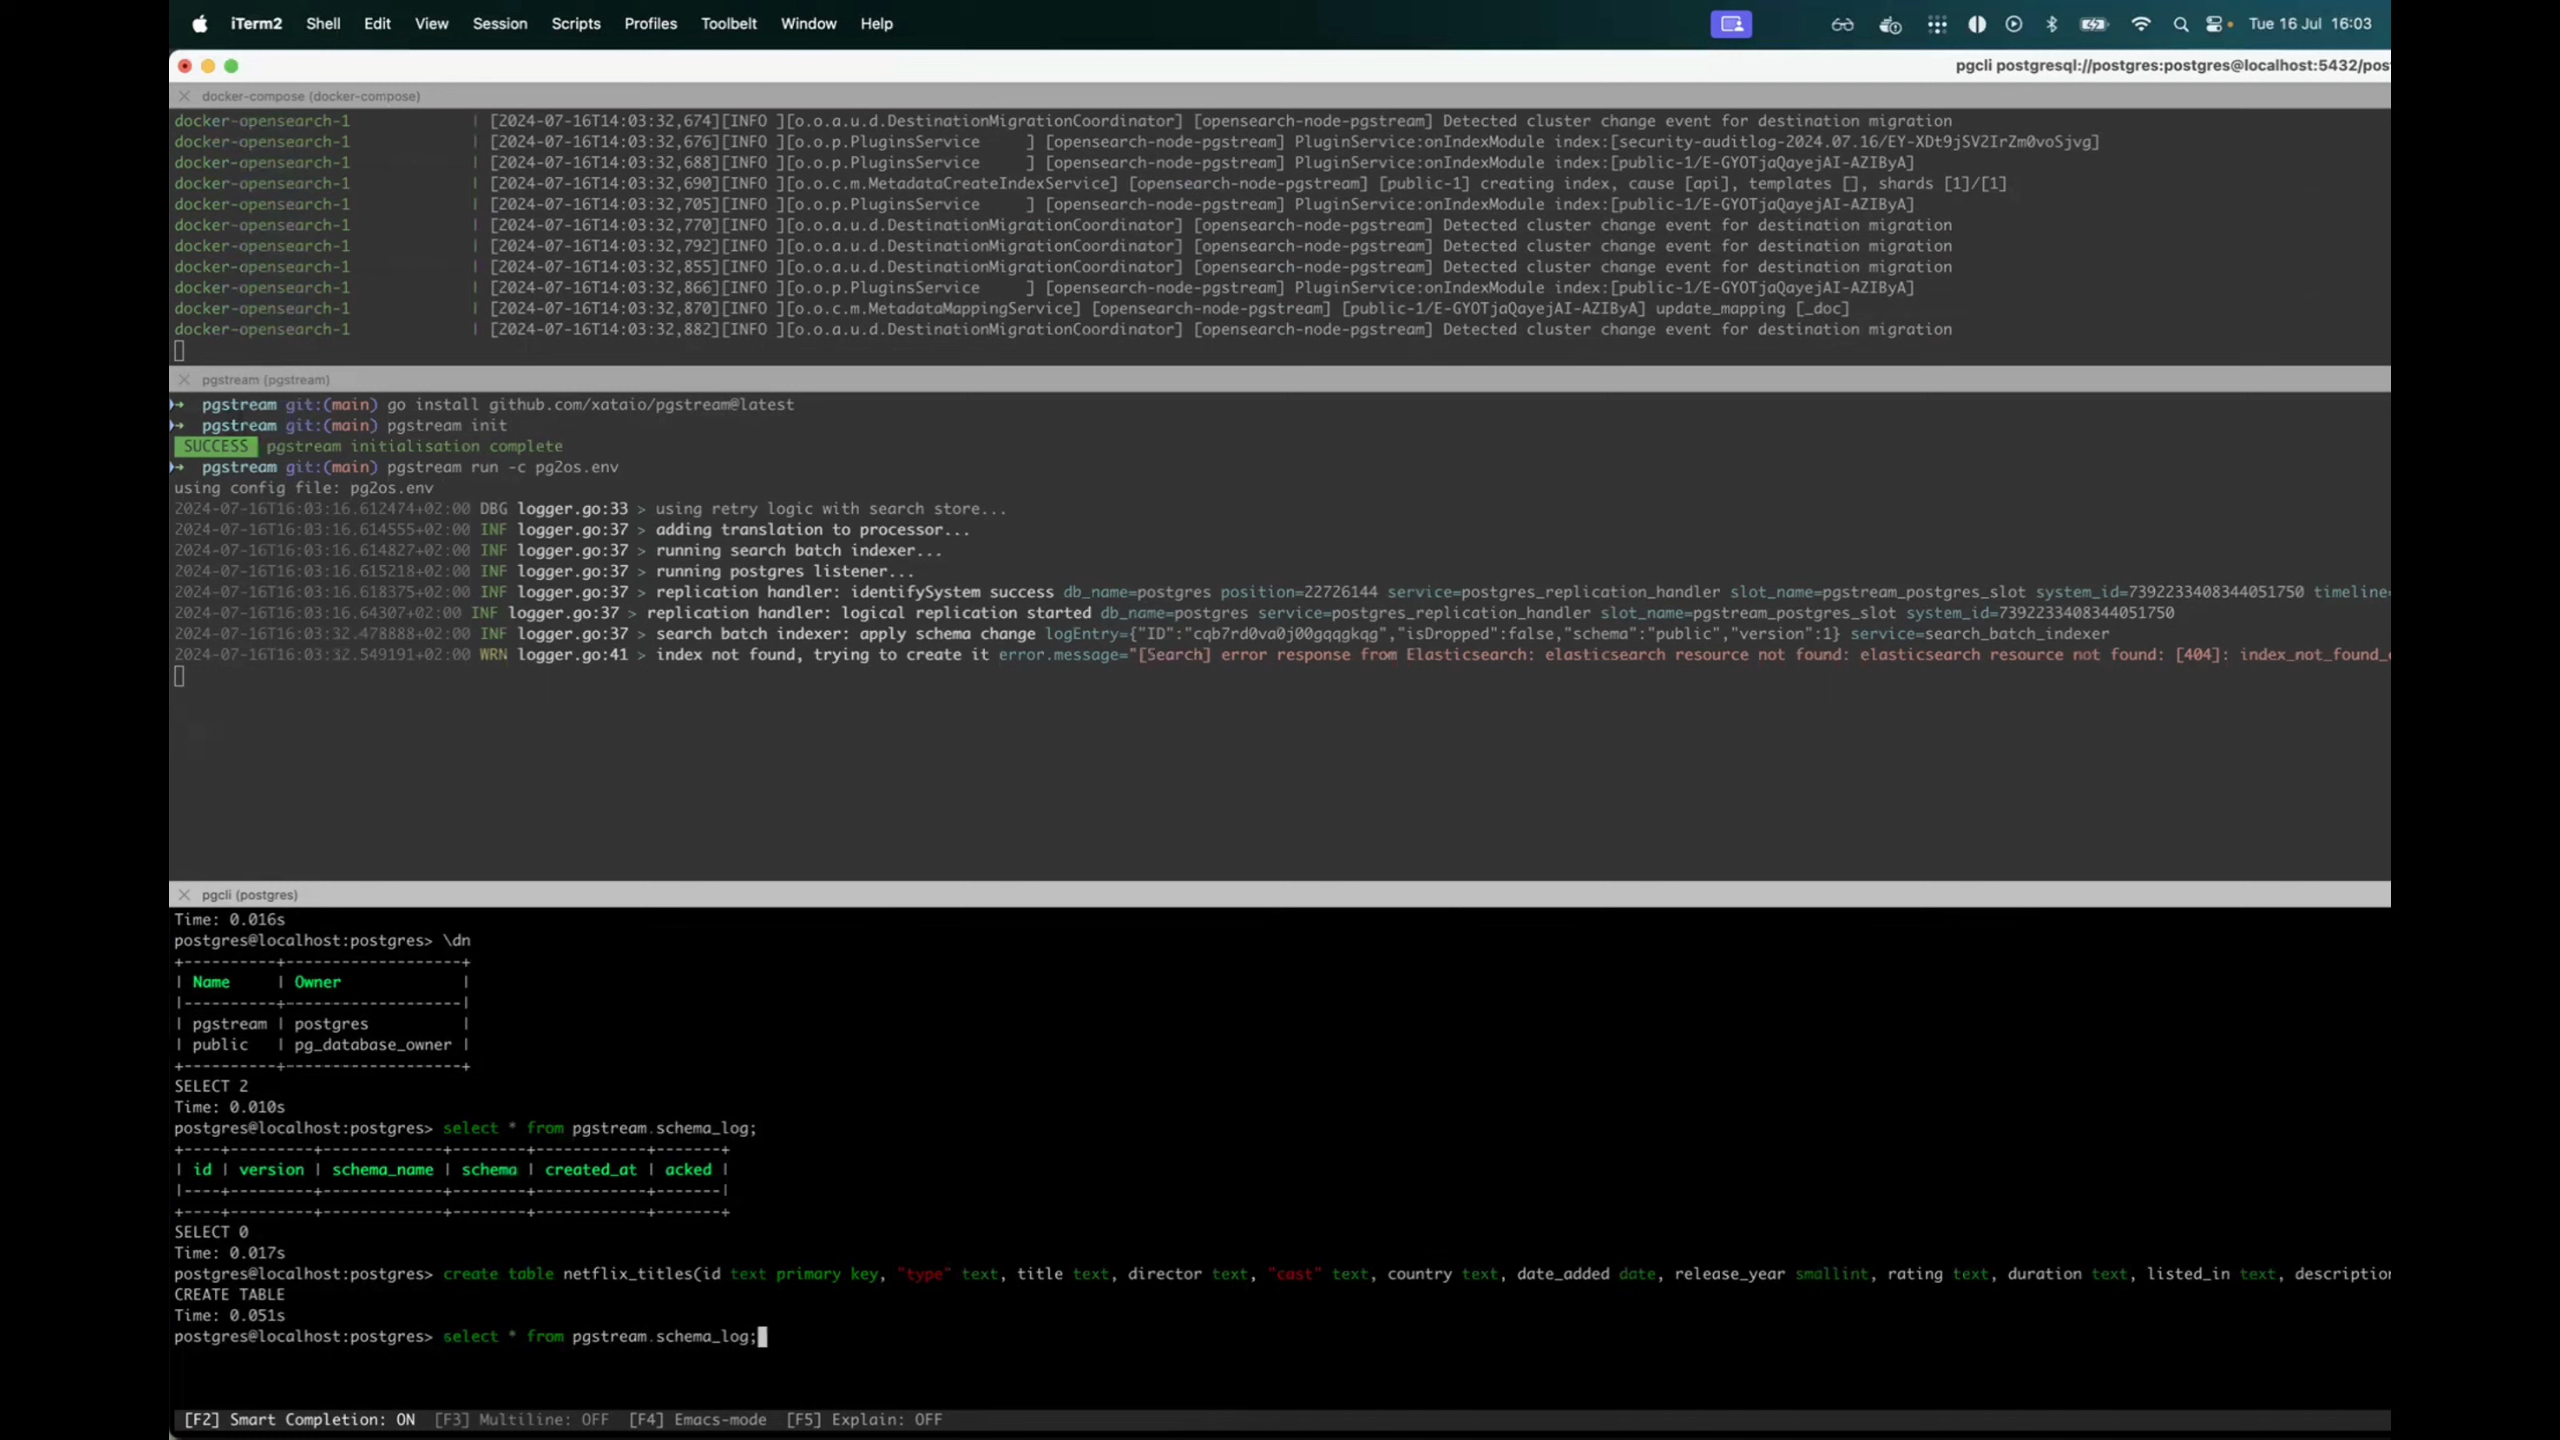 iTerm2 Shell Edit View Session Scripts Profiles Toolbelt Window Help Tue 16 Jul 16:03
pgcli postgresql://postgres:postgres@localhost:5432/pos
docker-compose (docker-compose)
docker-opensearch-1 | [2024-07-16T14:03:32,674][INFO ][o.o.a.u.d.DestinationMigrationCoordinator] [opensearch-node-pgstream] Detected cluster change event for destination migration
docker-opensearch-1 | [2024-07-16T14:03:32,676][INFO ][o.o.p.PluginsService     ] [opensearch-node-pgstream] PluginService:onIndexModule index:[security-auditlog-2024.07.16/EY-XDt9jSV2IrZm0voSjvg]
docker-opensearch-1 | [2024-07-16T14:03:32,688][INFO ][o.o.p.PluginsService     ] [opensearch-node-pgstream] PluginService:onIndexModule index:[public-1/E-GYOTjaQayejAI-AZIByA]
docker-opensearch-1 | [2024-07-16T14:03:32,690][INFO ][o.o.c.m.MetadataCreateIndexService] [opensearch-node-pgstream] [public-1] creating index, cause [api], templates [], shards [1]/[1]
docker-opensearch-1 | [2024-07-16T14:03:32,705][INFO ][o.o.p.PluginsService     ] [opensearch-node-pgstream] PluginService:onIndexModule index:[public-1/E-GYOTjaQayejAI-AZIByA]
docker-opensearch-1 | [2024-07-16T14:03:32,770][INFO ][o.o.a.u.d.DestinationMigrationCoordinator] [opensearch-node-pgstream] Detected cluster change event for destination migration
docker-opensearch-1 | [2024-07-16T14:03:32,792][INFO ][o.o.a.u.d.DestinationMigrationCoordinator] [opensearch-node-pgstream] Detected cluster change event for destination migration
docker-opensearch-1 | [2024-07-16T14:03:32,855][INFO ][o.o.a.u.d.DestinationMigrationCoordinator] [opensearch-node-pgstream] Detected cluster change event for destination migration
docker-opensearch-1 | [2024-07-16T14:03:32,866][INFO ][o.o.p.PluginsService     ] [opensearch-node-pgstream] PluginService:onIndexModule index:[public-1/E-GYOTjaQayejAI-AZIByA]
docker-opensearch-1 | [2024-07-16T14:03:32,870][INFO ][o.o.c.m.MetadataMappingService] [opensearch-node-pgstream] [public-1/E-GYOTjaQayejAI-AZIByA] update_mapping [_doc]
docker-opensearch-1 | [2024-07-16T14:03:32,882][INFO ][o.o.a.u.d.DestinationMigrationCoordinator] [opensearch-node-pgstream] Detected cluster change event for destination migration
pgstream (pgstream)
→ pgstream git:(main) go install github.com/xataio/pgstream@latest
→ pgstream git:(main) pgstream init
SUCCESS pgstream initialisation complete
→ pgstream git:(main) pgstream run -c pg2os.env
using config file: pg2os.env
2024-07-16T16:03:16.612474+02:00 DBG logger.go:33 > using retry logic with search store...
2024-07-16T16:03:16.614555+02:00 INF logger.go:37 > adding translation to processor...
2024-07-16T16:03:16.614827+02:00 INF logger.go:37 > running search batch indexer...
2024-07-16T16:03:16.615218+02:00 INF logger.go:37 > running postgres listener...
2024-07-16T16:03:16.618375+02:00 INF logger.go:37 > replication handler: identifySystem success db_name=postgres position=22726144 service=postgres_replication_handler slot_name=pgstream_postgres_slot system_id=7392233408344051750 timeline=
2024-07-16T16:03:16.64307+02:00 INF logger.go:37 > replication handler: logical replication started db_name=postgres service=postgres_replication_handler slot_name=pgstream_postgres_slot system_id=7392233408344051750
2024-07-16T16:03:32.478888+02:00 INF logger.go:37 > search batch indexer: apply schema change logEntry={"ID":"cqb7rd0va0j00gqqgkqg","isDropped":false,"schema":"public","version":1} service=search_batch_indexer
2024-07-16T16:03:32.549191+02:00 WRN logger.go:41 > index not found, trying to create it error.message="[Search] error response from Elasticsearch: elasticsearch resource not found: elasticsearch resource not found: [404]: index_not_found_
pgcli (postgres)
Time: 0.016s
postgres@localhost:postgres> \dn
+----------+-------------------+
| Name     | Owner             |
|----------+-------------------|
| pgstream | postgres          |
| public   | pg_database_owner |
+----------+-------------------+
SELECT 2
Time: 0.010s
postgres@localhost:postgres> select * from pgstream.schema_log;
+----+---------+-------------+--------+------------+-------+
| id | version | schema_name | schema | created_at | acked |
|----+---------+-------------+--------+------------+-------|
+----+---------+-------------+--------+------------+-------+
SELECT 0
Time: 0.017s
postgres@localhost:postgres> create table netflix_titles(id text primary key, "type" text, title text, director text, "cast" text, country text, date_added date, release_year smallint, rating text, duration text, listed_in text, description
CREATE TABLE
Time: 0.051s
postgres@localhost:postgres> select * from pgstream.schema_log;
[F2] Smart Completion: ON [F3] Multiline: OFF [F4] Emacs-mode [F5] Explain: OFF